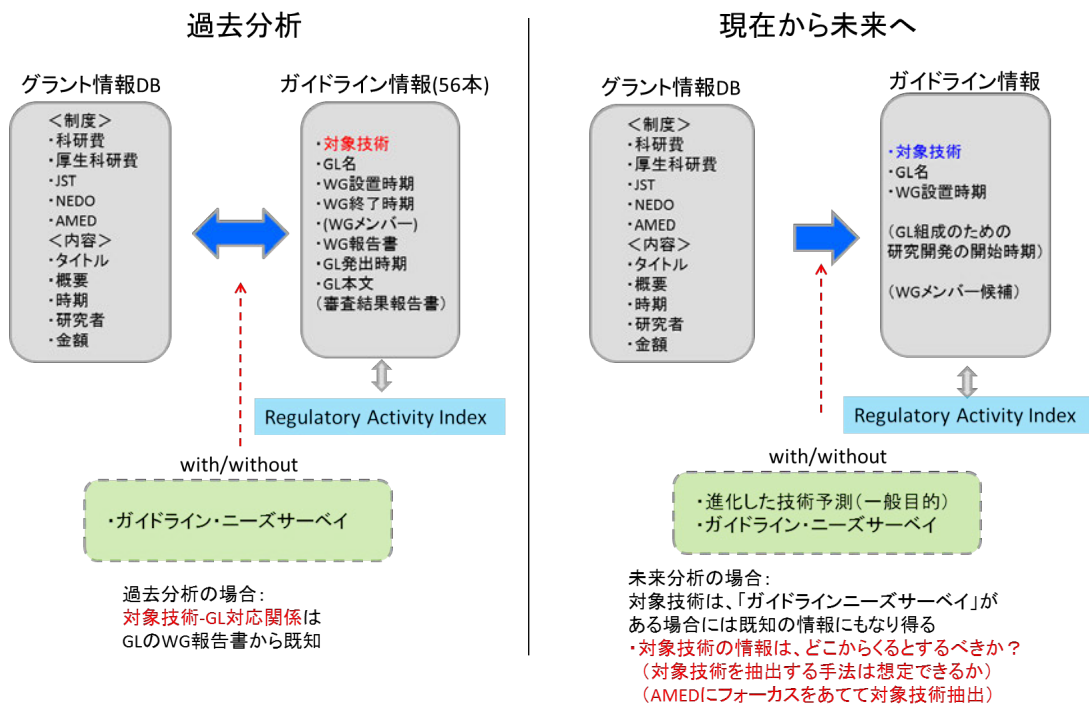 過去分析
グラント情報DB
＜制度＞
・科研費
・厚生科研費
・JST
・NEDO
・AMED
＜内容＞
・タイトル
・概要
・時期
・研究者
・金額
ガイドライン情報(56本)
・対象技術
・GL名
・WG設置時期
・WG終了時期
・(WGメンバー)
・WG報告書
・GL発出時期
・GL本文
（審査結果報告書）
Regulatory Activity Index
with/without
・ガイドライン・ニーズサーベイ
過去分析の場合：
対象技術-GL対応関係は
GLのWG報告書から既知
現在から未来へ
グラント情報DB
＜制度＞
・科研費
・厚生科研費
・JST
・NEDO
・AMED
＜内容＞
・タイトル
・概要
・時期
・研究者
・金額
ガイドライン情報
・対象技術
・GL名
・WG設置時期
（GL組成のための
研究開発の開始時期）
（WGメンバー候補）
Regulatory Activity Index
with/without
・進化した技術予測（一般目的）
・ガイドライン・ニーズサーベイ
未来分析の場合：
対象技術は、「ガイドラインニーズサーベイ」が
ある場合には既知の情報にもなり得る
・対象技術の情報は、どこからくるとするべきか？
（対象技術を抽出する手法は想定できるか）
（AMEDにフォーカスをあてて対象技術抽出）